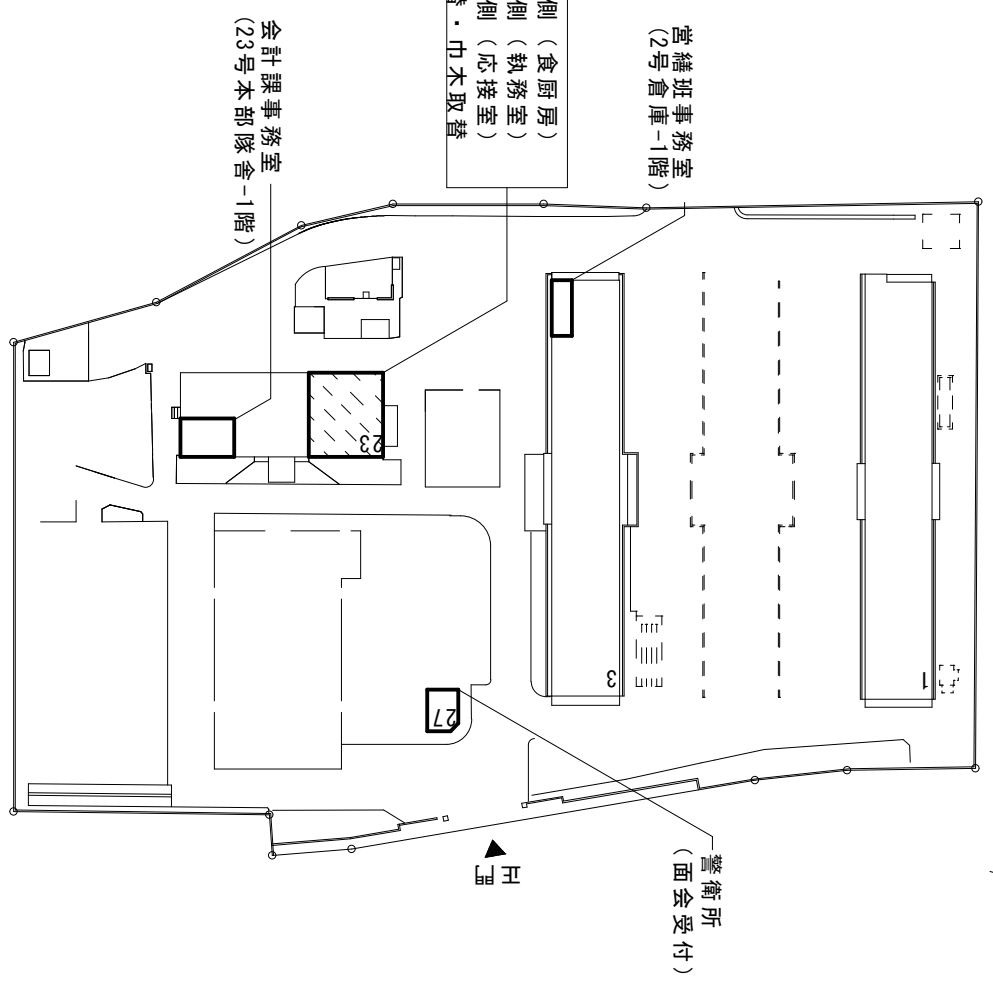 側（食厨房）
側（執務室）
側（応接室）
・巾木取替
会計課事務室
(23号本部隊舎-1階)
営繕班事務室
(2号倉庫-1階)
23
27
3
1
正門
警衛所
（面会受付）